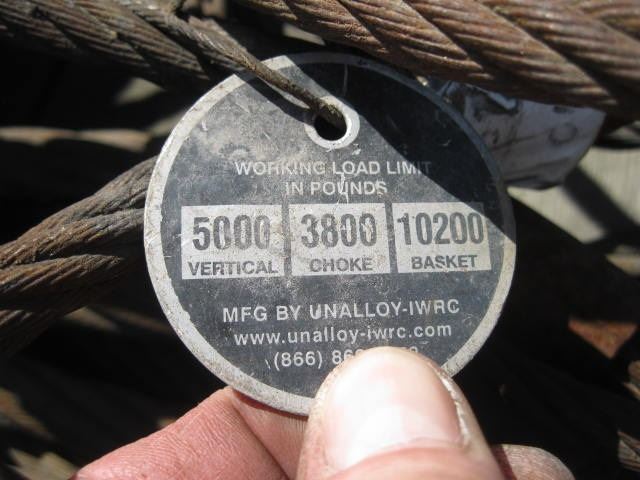 WORKING LOAD LIMIT
IN POUNDS
5000 3800 10200
VERTICAL CHOKE BASKET
MFG BY UNALLOY-IWRC
www.unalloy-iwrc.com
(866)